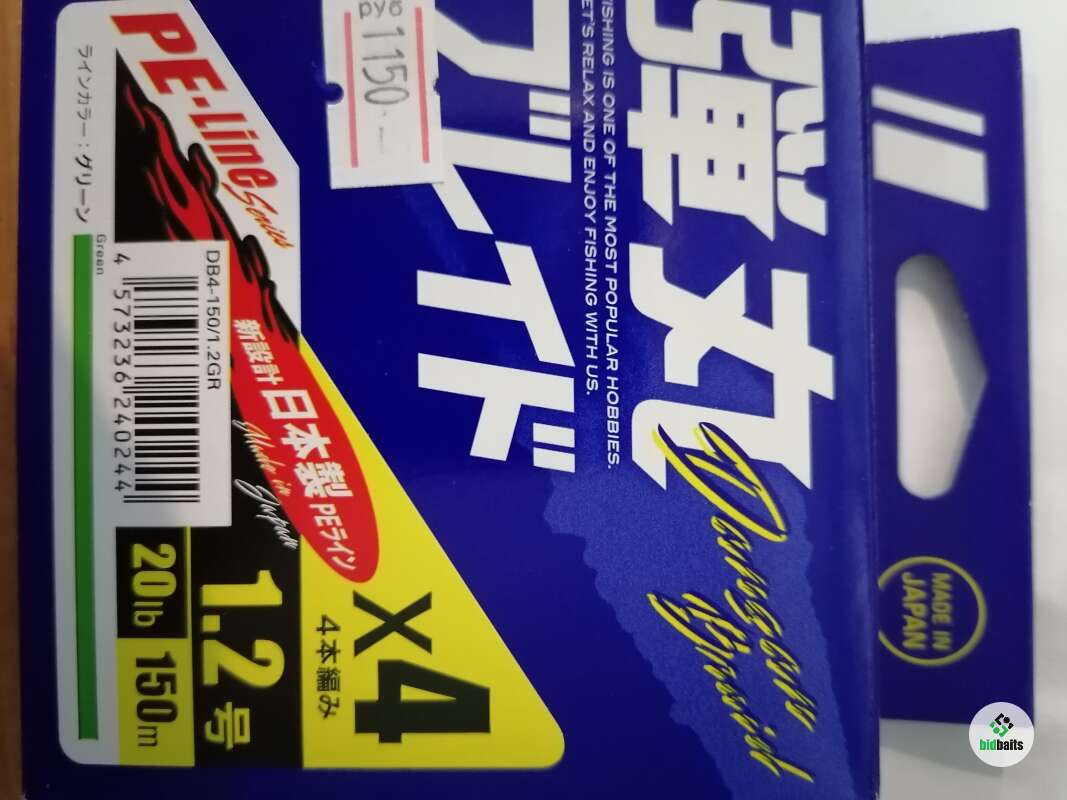 MADE IN
JAPAN
弾丸
ブレイド
Dangan
Braid
FISHING IS ONE OF THE MOST POPULAR HOBBIES.
LET'S RELAX AND ENJOY FISHING WITH US.
руб
1150
X4
4本編み
PE-Line
Series
新設計
日本製
PEライン
Made in
Japan
1.2号
20lb
150m
DB4-150/1.2GR
4 573236 240244
ラインカラー：グリーン
Green
bidbaits